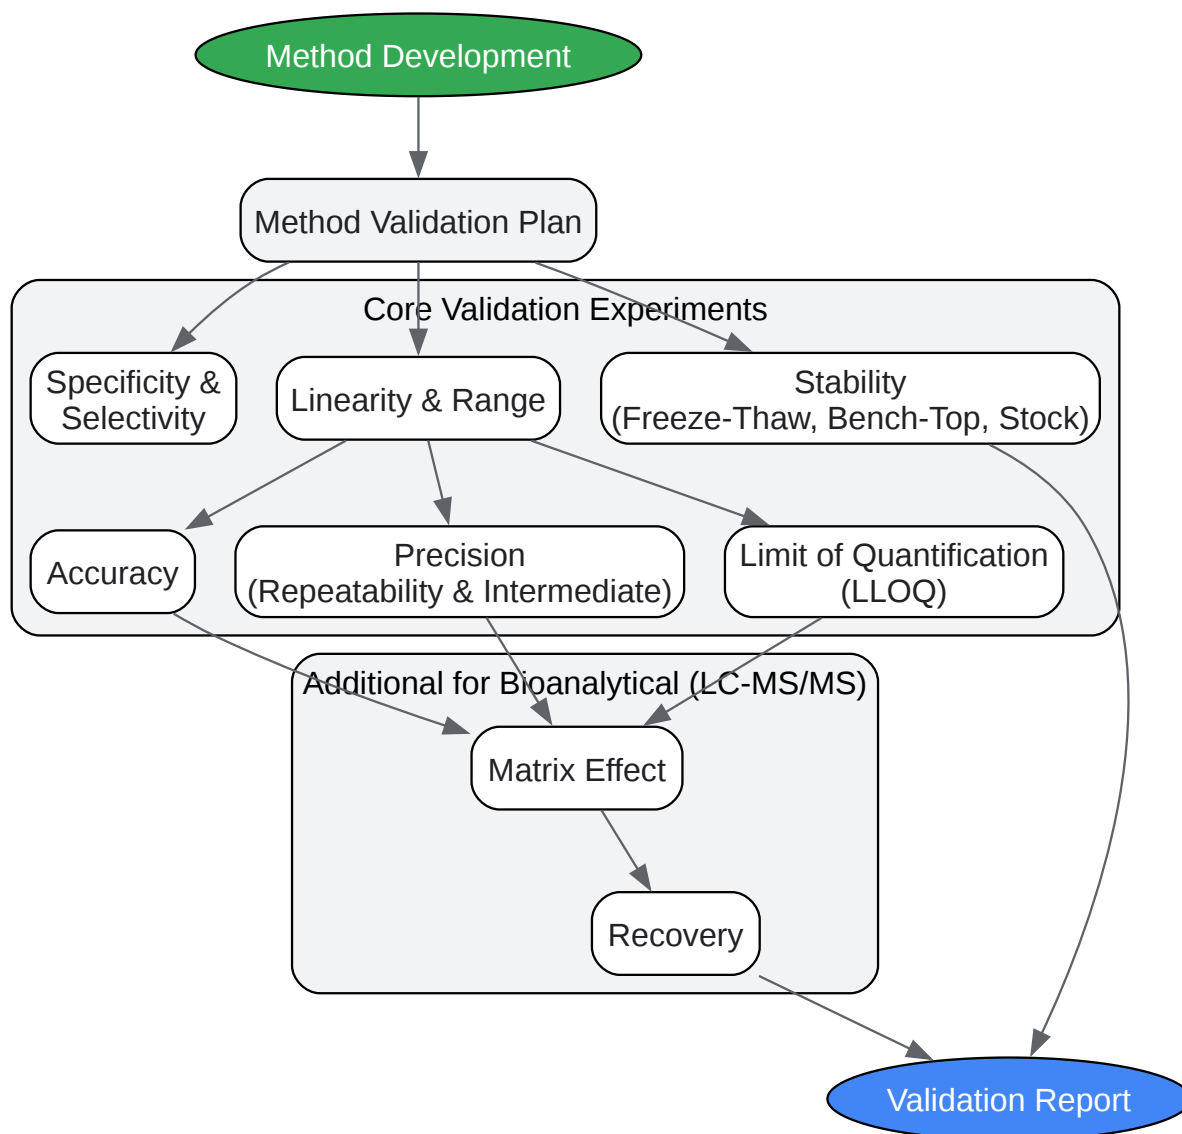 Method Development
Method Validation Plan
Core Validation Experiments
Specificity &
Selectivity
Linearity & Range
Stability
(Freeze-Thaw, Bench-Top, Stock)
Accuracy
Precision
(Repeatability & Intermediate)
Limit of Quantification
(LLOQ)
Additional for Bioanalytical (LC-MS/MS)
Matrix Effect
Recovery
Validation Report